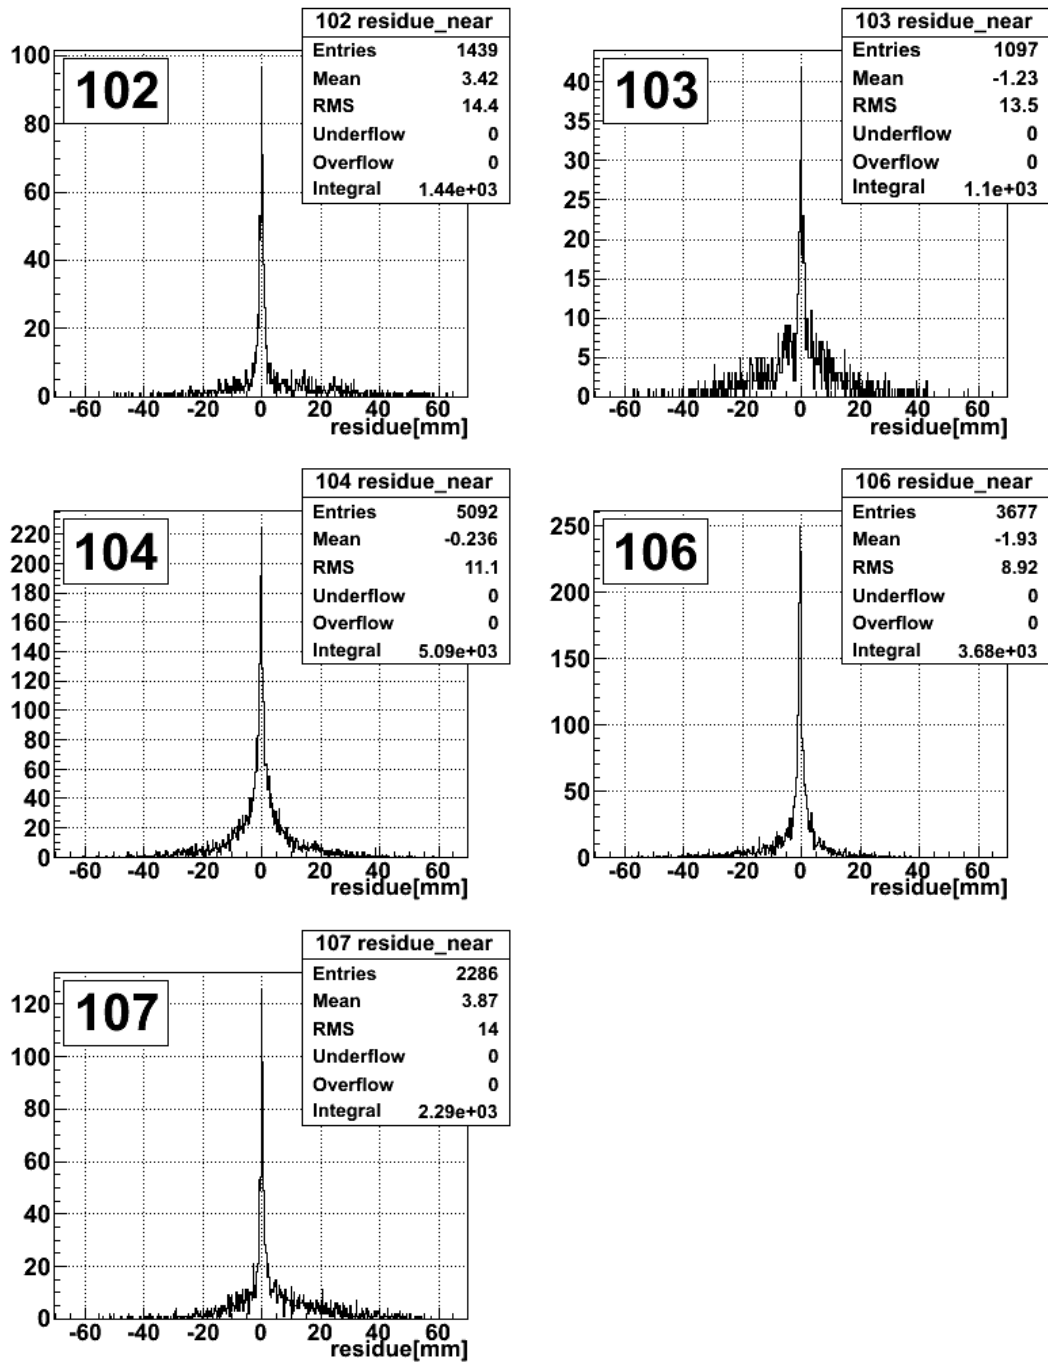 102 residue_near
Entries 1439
Mean 3.42
RMS 14.4
Underflow 0
Overflow 0
Integral 1.44e+03
102
100
80
60
40
20
0
-60 -40 -20 0 20 40 60
residue[mm]
103 residue_near
Entries 1097
Mean -1.23
RMS 13.5
Underflow 0
Overflow 0
Integral 1.1e+03
103
40
35
30
25
20
15
10
5
0
-60 -40 -20 0 20 40 60
residue[mm]
104 residue_near
Entries 5092
Mean -0.236
RMS 11.1
Underflow 0
Overflow 0
Integral 5.09e+03
104
220
200
180
160
140
120
100
80
60
40
20
0
-60 -40 -20 0 20 40 60
residue[mm]
106 residue_near
Entries 3677
Mean -1.93
RMS 8.92
Underflow 0
Overflow 0
Integral 3.68e+03
106
250
200
150
100
50
0
-60 -40 -20 0 20 40 60
residue[mm]
107 residue_near
Entries 2286
Mean 3.87
RMS 14
Underflow 0
Overflow 0
Integral 2.29e+03
107
120
100
80
60
40
20
0
-60 -40 -20 0 20 40 60
residue[mm]